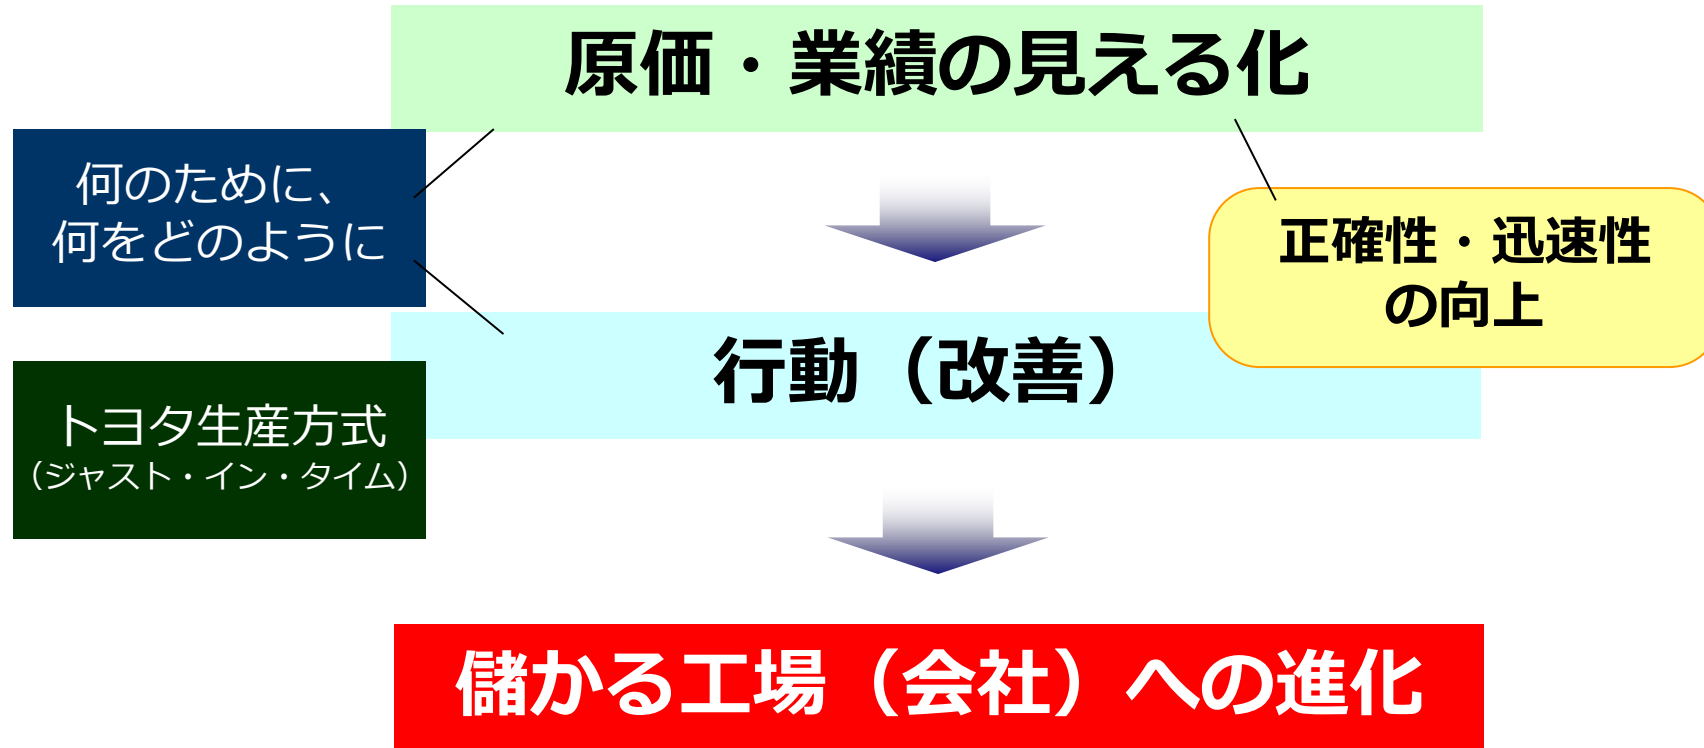 原価・業績の見える化
何のために、
何をどのように
正確性・迅速性
の向上
行動（改善）
トヨタ生産方式
（ジャスト・イン・タイム）
儲かる工場（会社）への進化